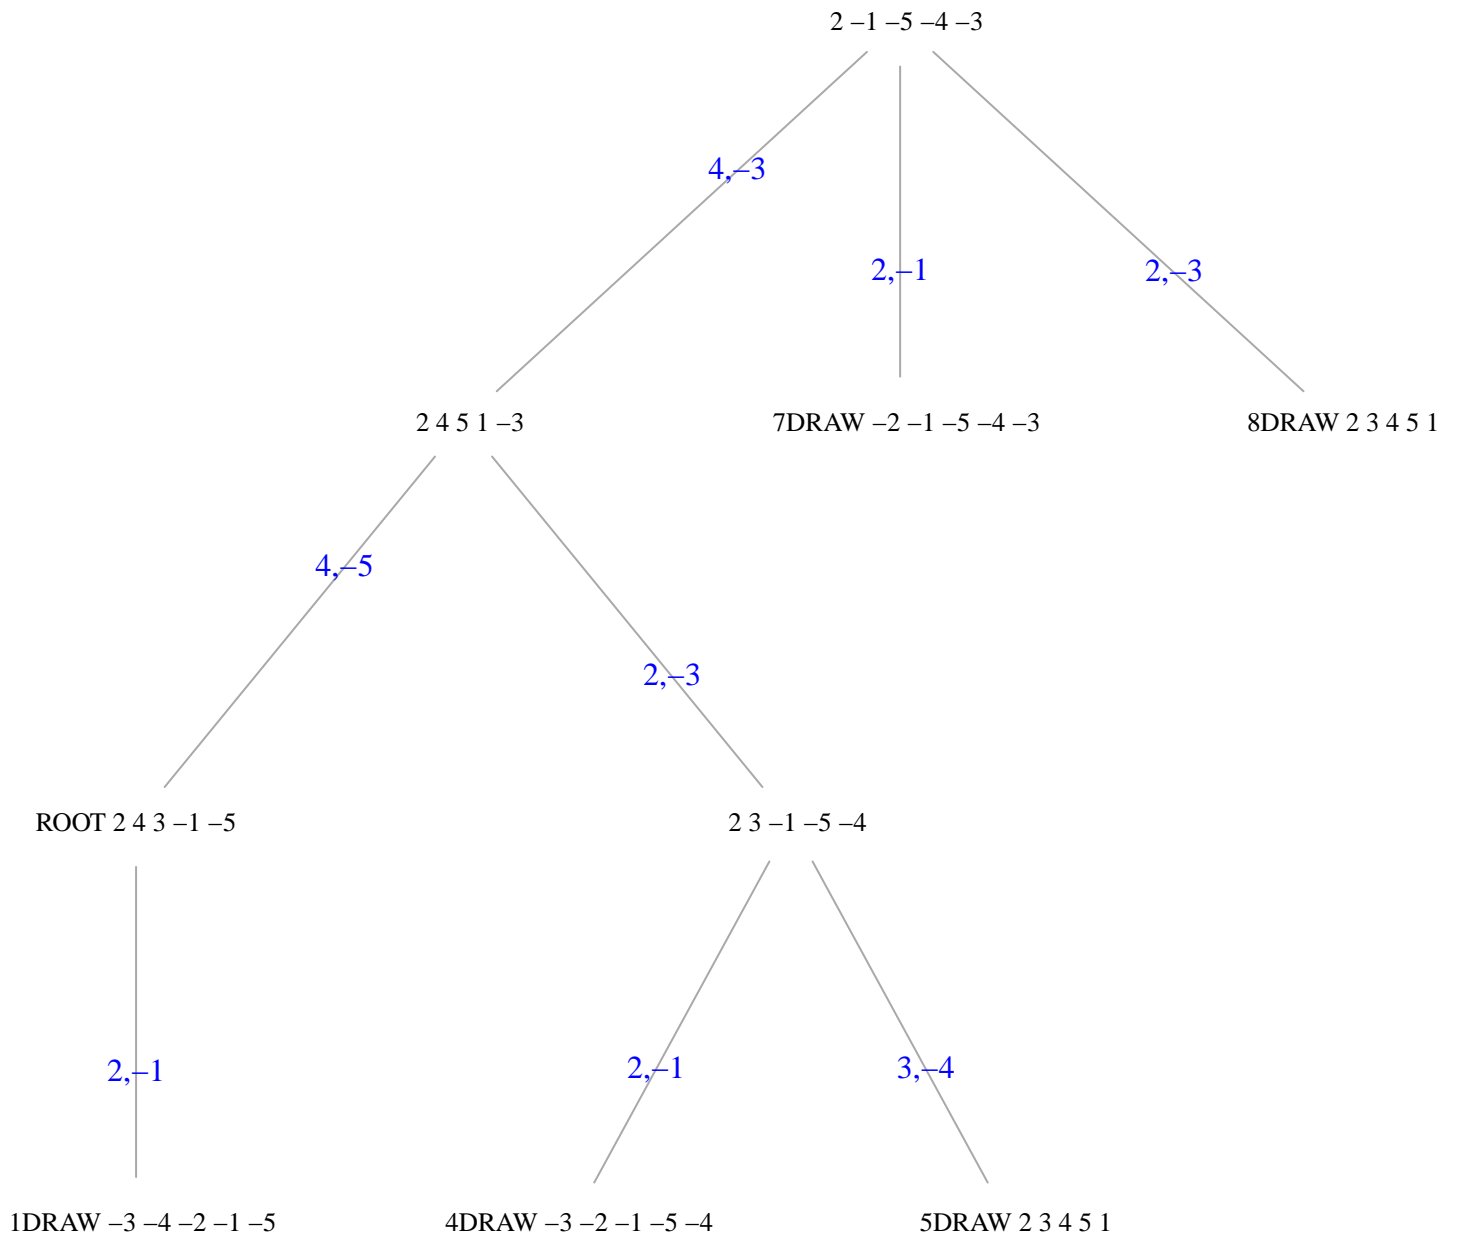 2 –1 –5 –4 –3
4,–3
2,–1
2,–3
2 4 5 1 –3
7DRAW –2 –1 –5 –4 –3
8DRAW 2 3 4 5 1
4,–5
2,–3
ROOT 2 4 3 –1 –5
2 3 –1 –5 –4
2,–1
2,–1
3,–4
1DRAW –3 –4 –2 –1 –5
4DRAW –3 –2 –1 –5 –4
5DRAW 2 3 4 5 1